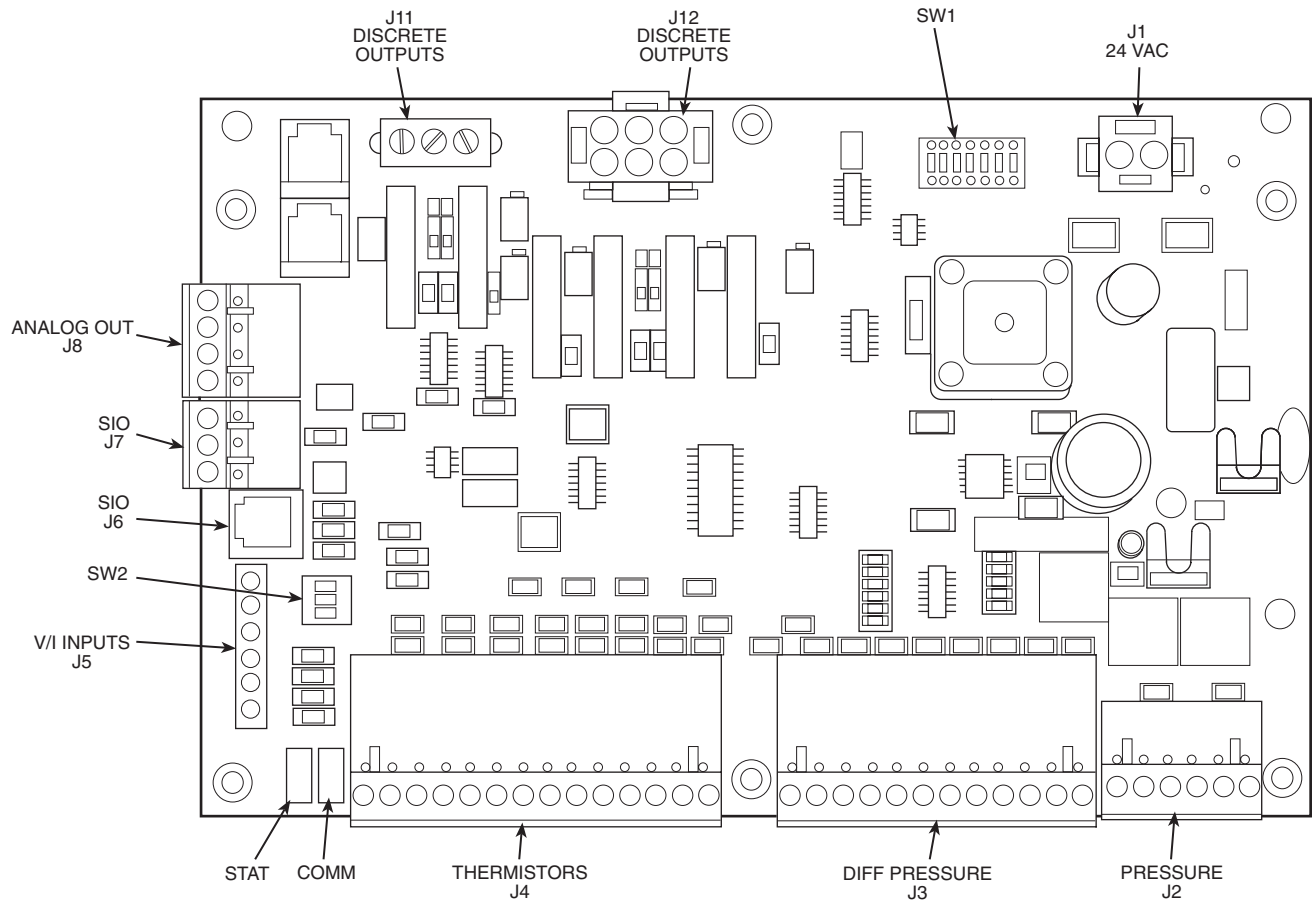 J11
DISCRETE
OUTPUTS
J12
DISCRETE
OUTPUTS
SW1
J1
24 VAC
ANALOG OUT
J8
SIO
J7
SIO
J6
SW2
V/I INPUTS
J5
STAT
COMM
THERMISTORS
J4
DIFF PRESSURE
J3
PRESSURE
J2